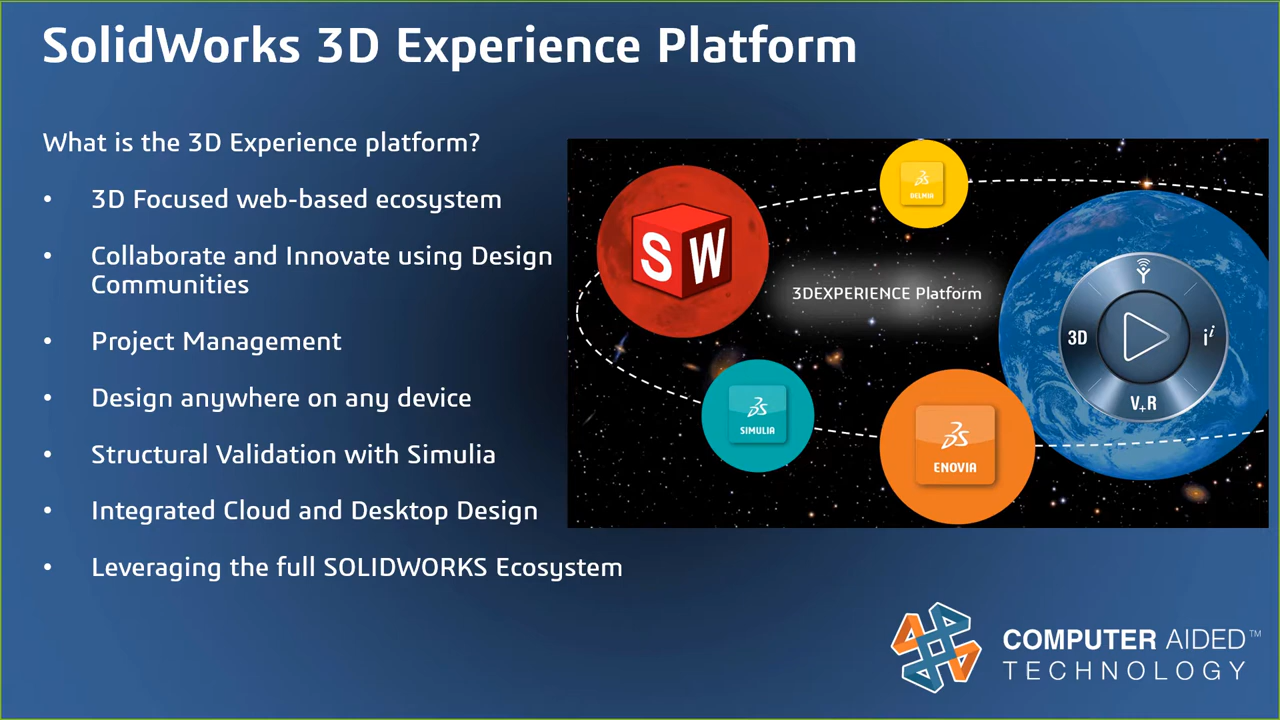 SolidWorks 3D Experience Platform
What is the 3D Experience platform?
• 3D Focused web-based ecosystem
• Collaborate and Innovate using Design
Communities
• Project Management
• Design anywhere on any device
• Structural Validation with Simulia
• Integrated Cloud and Desktop Design
• Leveraging the full SOLIDWORKS Ecosystem
SW
DELMIA
3DEXPERIENCE Platform
3D
i
V+R
SIMULIA
ENOVIA
COMPUTER AIDED™
TECHNOLOGY